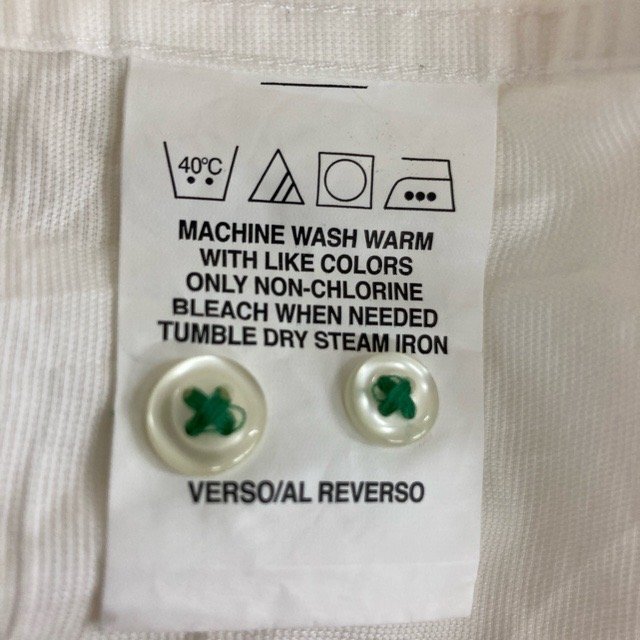 40°C
MACHINE WASH WARM
WITH LIKE COLORS
ONLY NON-CHLORINE
BLEACH WHEN NEEDED
TUMBLE DRY STEAM IRON
VERSO/AL REVERSO